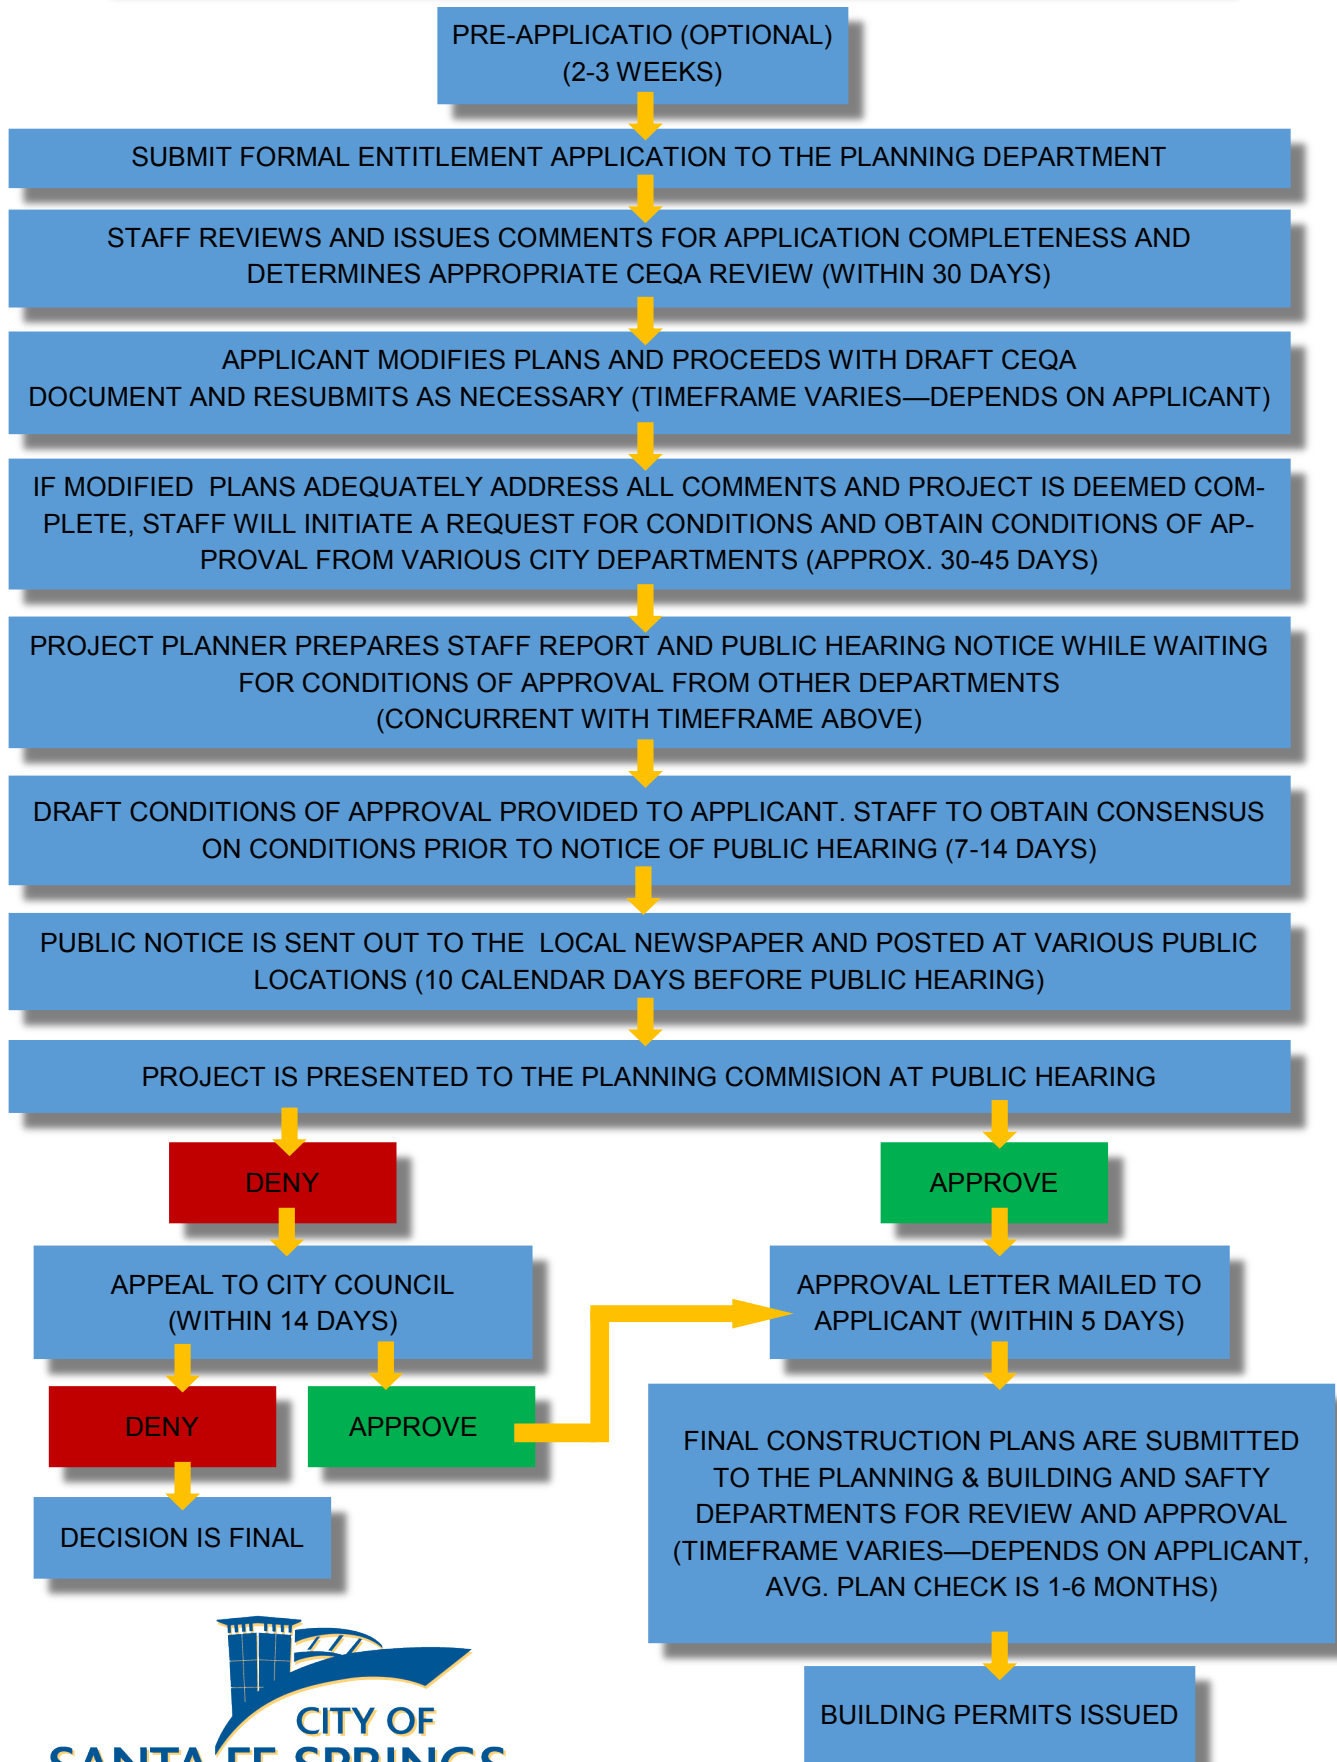 PRE-APPLICATIO (OPTIONAL)
(2-3 WEEKS)
SUBMIT FORMAL ENTITLEMENT APPLICATION TO THE PLANNING DEPARTMENT
STAFF REVIEWS AND ISSUES COMMENTS FOR APPLICATION COMPLETENESS AND
DETERMINES APPROPRIATE CEQA REVIEW (WITHIN 30 DAYS)
APPLICANT MODIFIES PLANS AND PROCEEDS WITH DRAFT CEQA
DOCUMENT AND RESUBMITS AS NECESSARY (TIMEFRAME VARIES—DEPENDS ON APPLICANT)
IF MODIFIED PLANS ADEQUATELY ADDRESS ALL COMMENTS AND PROJECT IS DEEMED COM-
PLETE, STAFF WILL INITIATE A REQUEST FOR CONDITIONS AND OBTAIN CONDITIONS OF AP-
PROVAL FROM VARIOUS CITY DEPARTMENTS (APPROX. 30-45 DAYS)
PROJECT PLANNER PREPARES STAFF REPORT AND PUBLIC HEARING NOTICE WHILE WAITING
FOR CONDITIONS OF APPROVAL FROM OTHER DEPARTMENTS
(CONCURRENT WITH TIMEFRAME ABOVE)
DRAFT CONDITIONS OF APPROVAL PROVIDED TO APPLICANT. STAFF TO OBTAIN CONSENSUS
ON CONDITIONS PRIOR TO NOTICE OF PUBLIC HEARING (7-14 DAYS)
PUBLIC NOTICE IS SENT OUT TO THE LOCAL NEWSPAPER AND POSTED AT VARIOUS PUBLIC
LOCATIONS (10 CALENDAR DAYS BEFORE PUBLIC HEARING)
PROJECT IS PRESENTED TO THE PLANNING COMMISION AT PUBLIC HEARING
DENY
APPEAL TO CITY COUNCIL
(WITHIN 14 DAYS)
DENY
DECISION IS FINAL
APPROVE
APPROVE
APPROVAL LETTER MAILED TO
APPLICANT (WITHIN 5 DAYS)
FINAL CONSTRUCTION PLANS ARE SUBMITTED
TO THE PLANNING & BUILDING AND SAFTY
DEPARTMENTS FOR REVIEW AND APPROVAL
(TIMEFRAME VARIES—DEPENDS ON APPLICANT,
AVG. PLAN CHECK IS 1-6 MONTHS)
BUILDING PERMITS ISSUED
CITY OF
SANTA FE SPRINGS